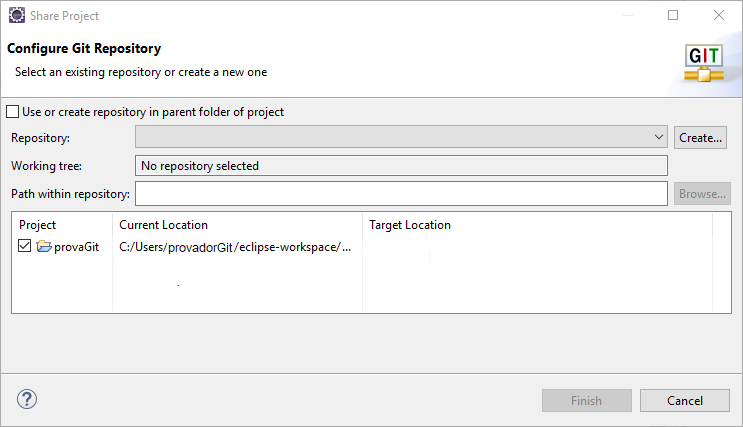 Share Project
Configure Git Repository
Select an existing repository or create a new one
GIT
Use or create repository in parent folder of project
Repository: Create...
Working tree: No repository selected
Path within repository: Browse...
Project Current Location Target Location
provaGit C:/Users/provadorGit/eclipse-workspace/...
? Finish Cancel